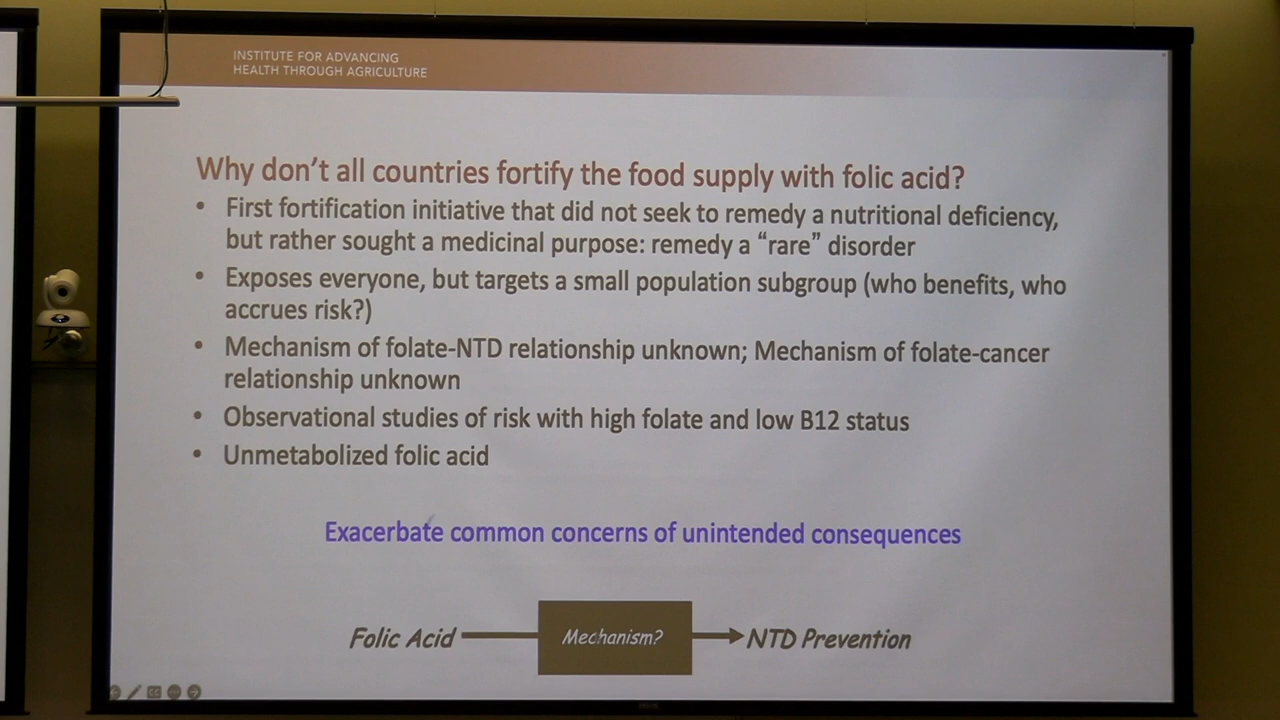 INSTITUTE FOR ADVANCING
HEALTH THROUGH AGRICULTURE
Why don't all countries fortify the food supply with folic acid?
• First fortification initiative that did not seek to remedy a nutritional deficiency,
but rather sought a medicinal purpose: remedy a "rare" disorder
• Exposes everyone, but targets a small population subgroup (who benefits, who
accrues risk?)
• Mechanism of folate-NTD relationship unknown; Mechanism of folate-cancer
relationship unknown
• Observational studies of risk with high folate and low B12 status
• Unmetabolized folic acid
Exacerbate common concerns of unintended consequences
Folic Acid Mechanism? NTD Prevention